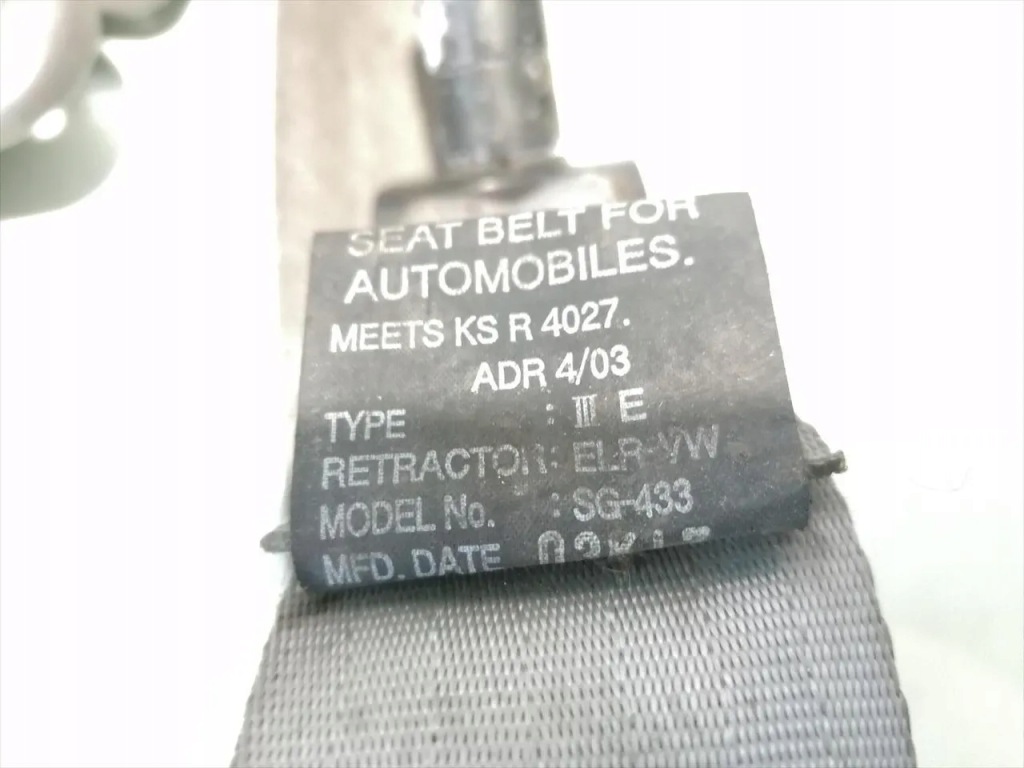 SEAT BELT FOR
AUTOMOBILES.
MEETS KS R 4027.
ADR 4/03
TYPE : III E
RETRACTOR: ELR-VW
MODEL No. : SG-433
MFD. DATE